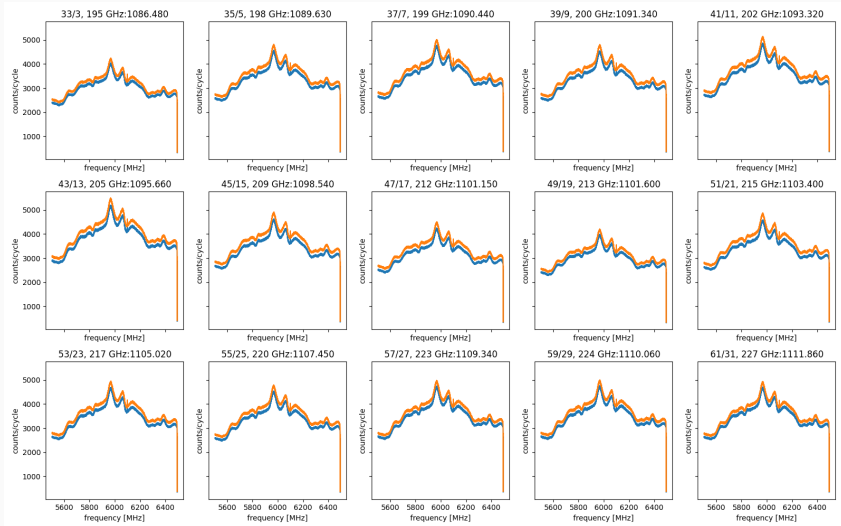 33/3, 195 GHz:1086.480
35/5, 198 GHz:1089.630
37/7, 199 GHz:1090.440
39/9, 200 GHz:1091.340
41/11, 202 GHz:1093.320
5000
4000
3000
2000
1000
counts/cycle
counts/cycle
counts/cycle
counts/cycle
counts/cycle
frequency [MHz]
frequency [MHz]
frequency [MHz]
frequency [MHz]
frequency [MHz]
43/13, 205 GHz:1095.660
45/15, 209 GHz:1098.540
47/17, 212 GHz:1101.150
49/19, 213 GHz:1101.600
51/21, 215 GHz:1103.400
5000
4000
3000
2000
1000
counts/cycle
counts/cycle
counts/cycle
counts/cycle
counts/cycle
frequency [MHz]
frequency [MHz]
frequency [MHz]
frequency [MHz]
frequency [MHz]
53/23, 217 GHz:1105.020
55/25, 220 GHz:1107.450
57/27, 223 GHz:1109.340
59/29, 224 GHz:1110.060
61/31, 227 GHz:1111.860
5000
4000
3000
2000
1000
counts/cycle
counts/cycle
counts/cycle
counts/cycle
counts/cycle
5600 5800 6000 6200 6400
5600 5800 6000 6200 6400
5600 5800 6000 6200 6400
5600 5800 6000 6200 6400
5600 5800 6000 6200 6400
frequency [MHz]
frequency [MHz]
frequency [MHz]
frequency [MHz]
frequency [MHz]